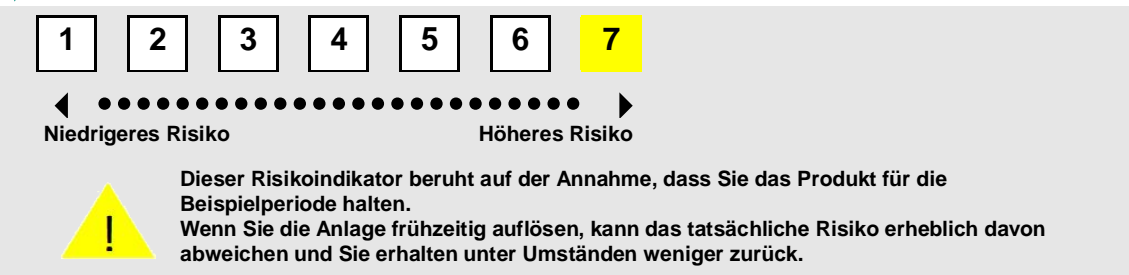 1 2 3 4 5 6 7
Niedrigeres Risiko Höheres Risiko
! Dieser Risikoindikator beruht auf der Annahme, dass Sie das Produkt für die
Beispielperiode halten.
Wenn Sie die Anlage frühzeitig auflösen, kann das tatsächliche Risiko erheblich davon
abweichen und Sie erhalten unter Umständen weniger zurück.